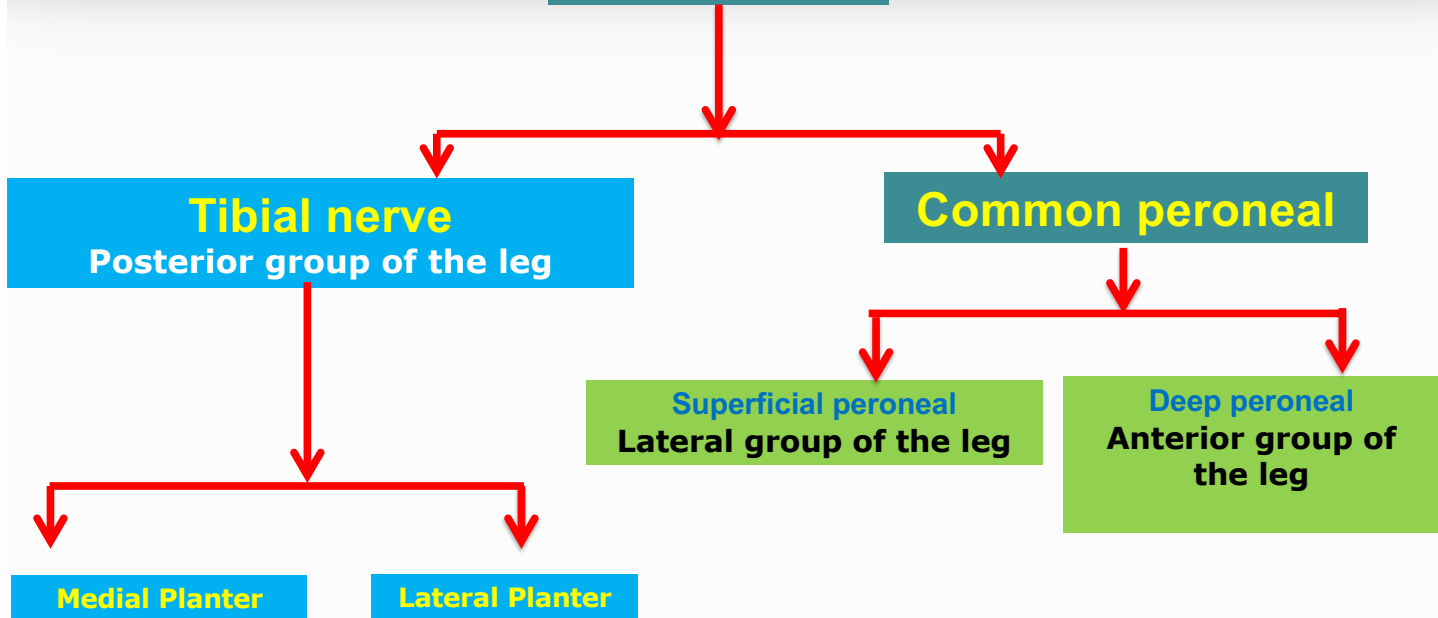 Tibial nerve
Posterior group of the leg
Common peroneal
Superficial peroneal
Lateral group of the leg
Deep peroneal
Anterior group of
the leg
Medial Planter
Lateral Planter